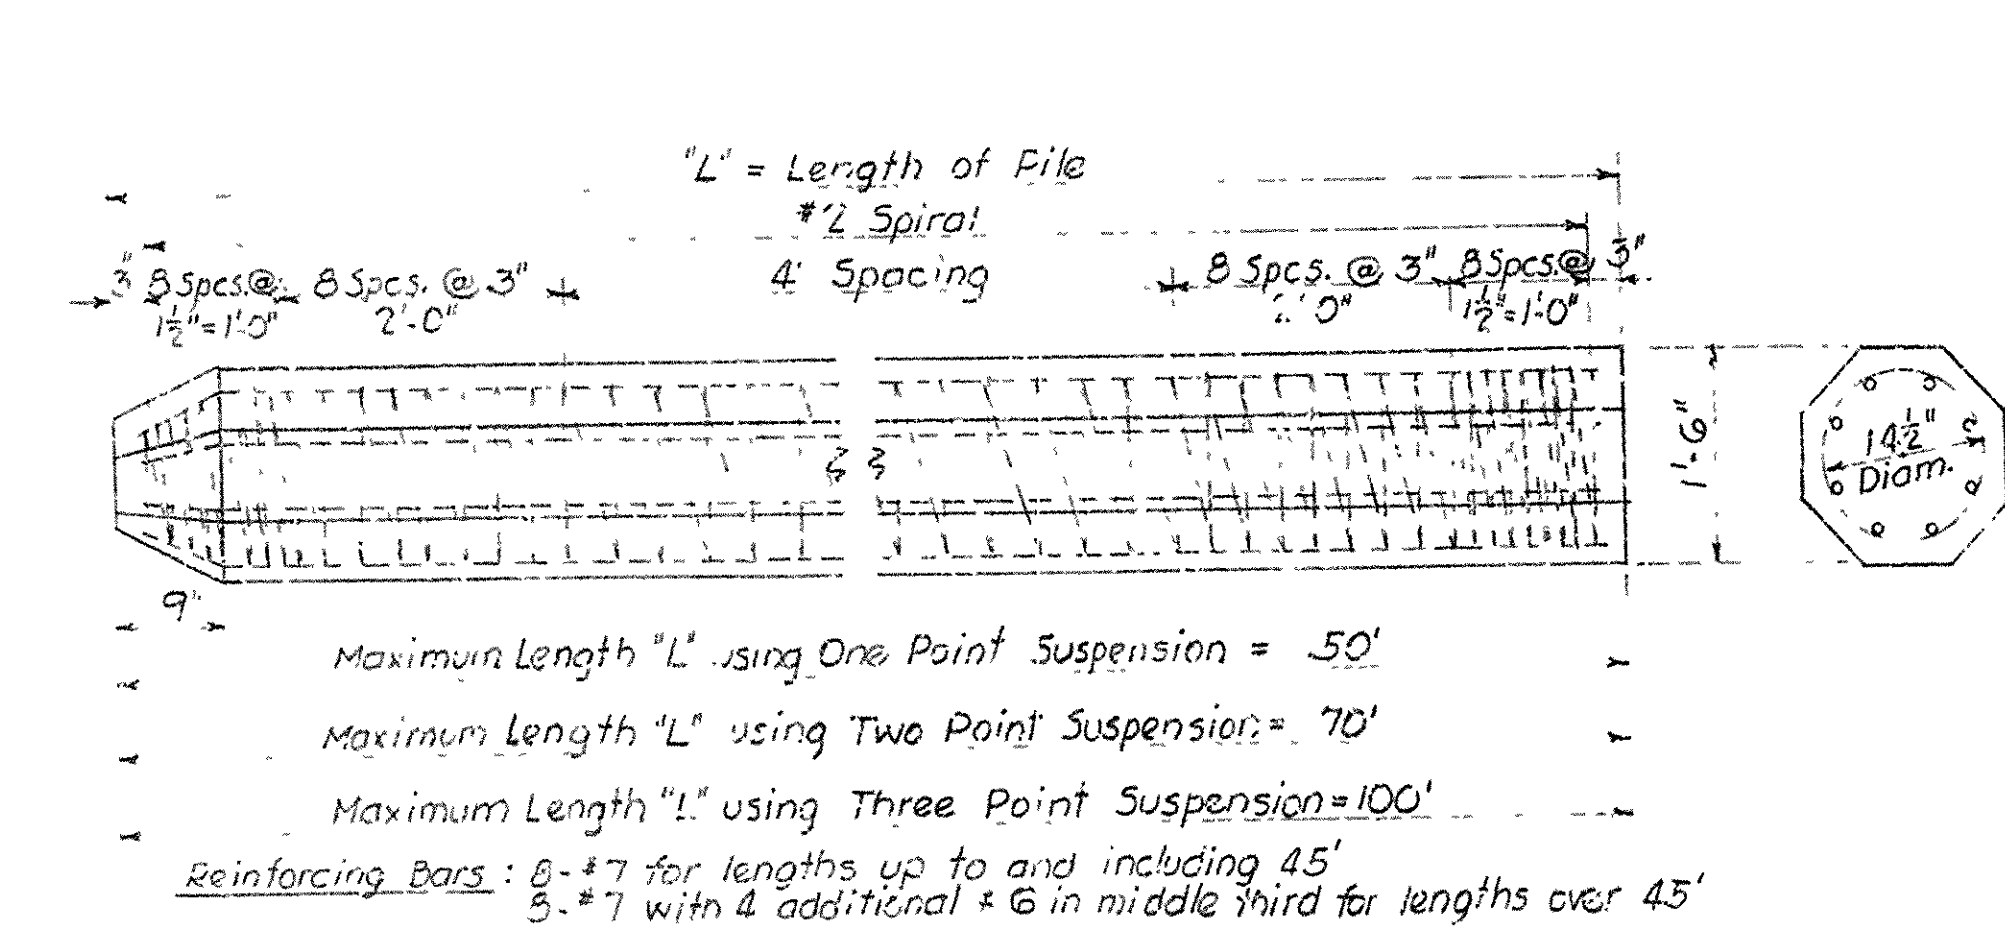 "L" = Length of Pile
#2 Spiral
3" 8 Spcs. @ 1½" = 1'-0" 8 Spcs. @ 3" 2'-0" 4" Spacing 8 Spcs. @ 3" 2'-0" 8 Spcs. @ 1½" = 1'-0" 3"
1'-6"
14½"
Diam.
9"
Maximum Length "L" using One Point Suspension = 50'
Maximum Length "L" using Two Point Suspension = 70'
Maximum Length "L" using Three Point Suspension = 100'
Reinforcing Bars : 8-#7 for lengths up to and including 45'
8-#7 with 4 additional #6 in middle third for lengths over 45'